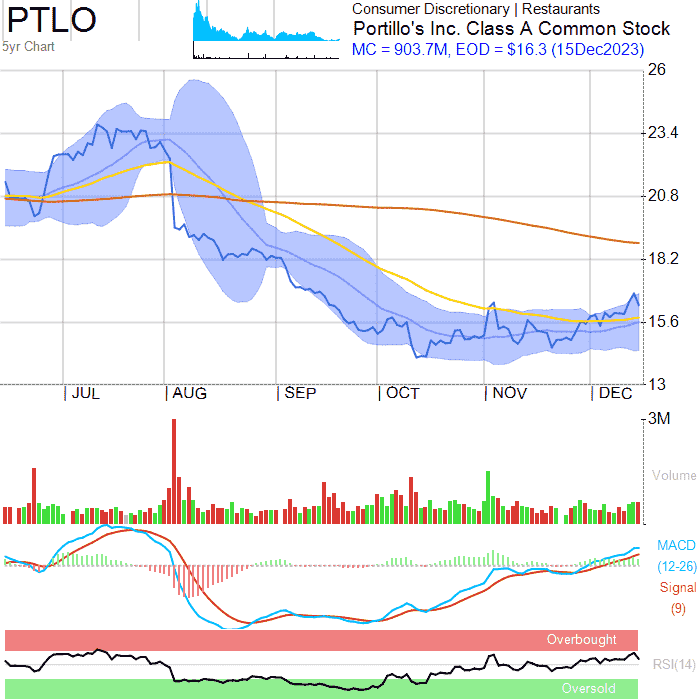 PTLO
5yr Chart
Consumer Discretionary | Restaurants
Portillo's Inc. Class A Common Stock
MC = 903.7M, EOD = $16.3 (15Dec2023)
26
23.4
20.8
18.2
15.6
13
JUL
AUG
SEP
OCT
NOV
DEC
3M
Volume
MACD
(12-26)
Signal
(9)
Overbought
RSI(14)
Oversold